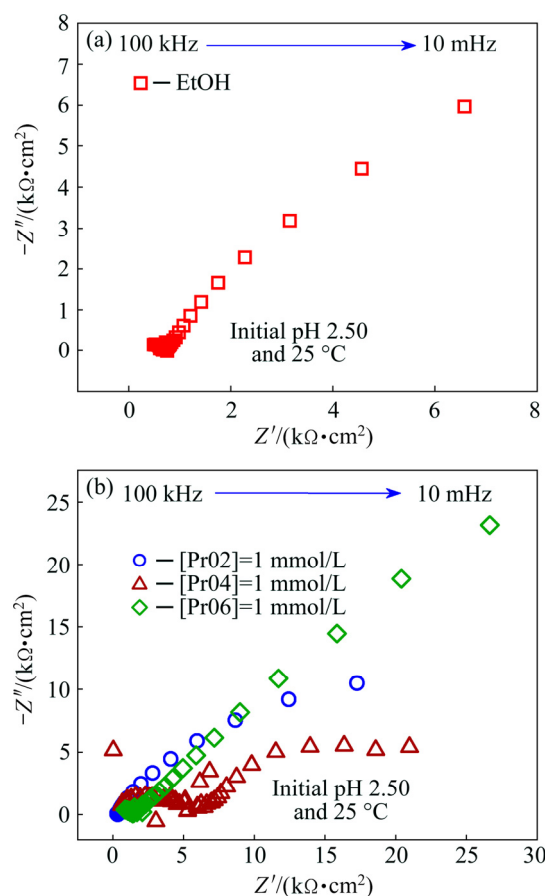 (a) 100 kHz 10 mHz
EtOH
Initial pH 2.50
and 25 °C
−Z″/(kΩ•cm²)
8
7
6
5
4
3
2
1
0
0 2 4 6 8
Z′/(kΩ•cm²)
(b) 100 kHz 10 mHz
[Pr02]=1 mmol/L
[Pr04]=1 mmol/L
[Pr06]=1 mmol/L
Initial pH 2.50
and 25 °C
−Z″/(kΩ•cm²)
25
20
15
10
5
0
0 5 10 15 20 25 30
Z′/(kΩ•cm²)